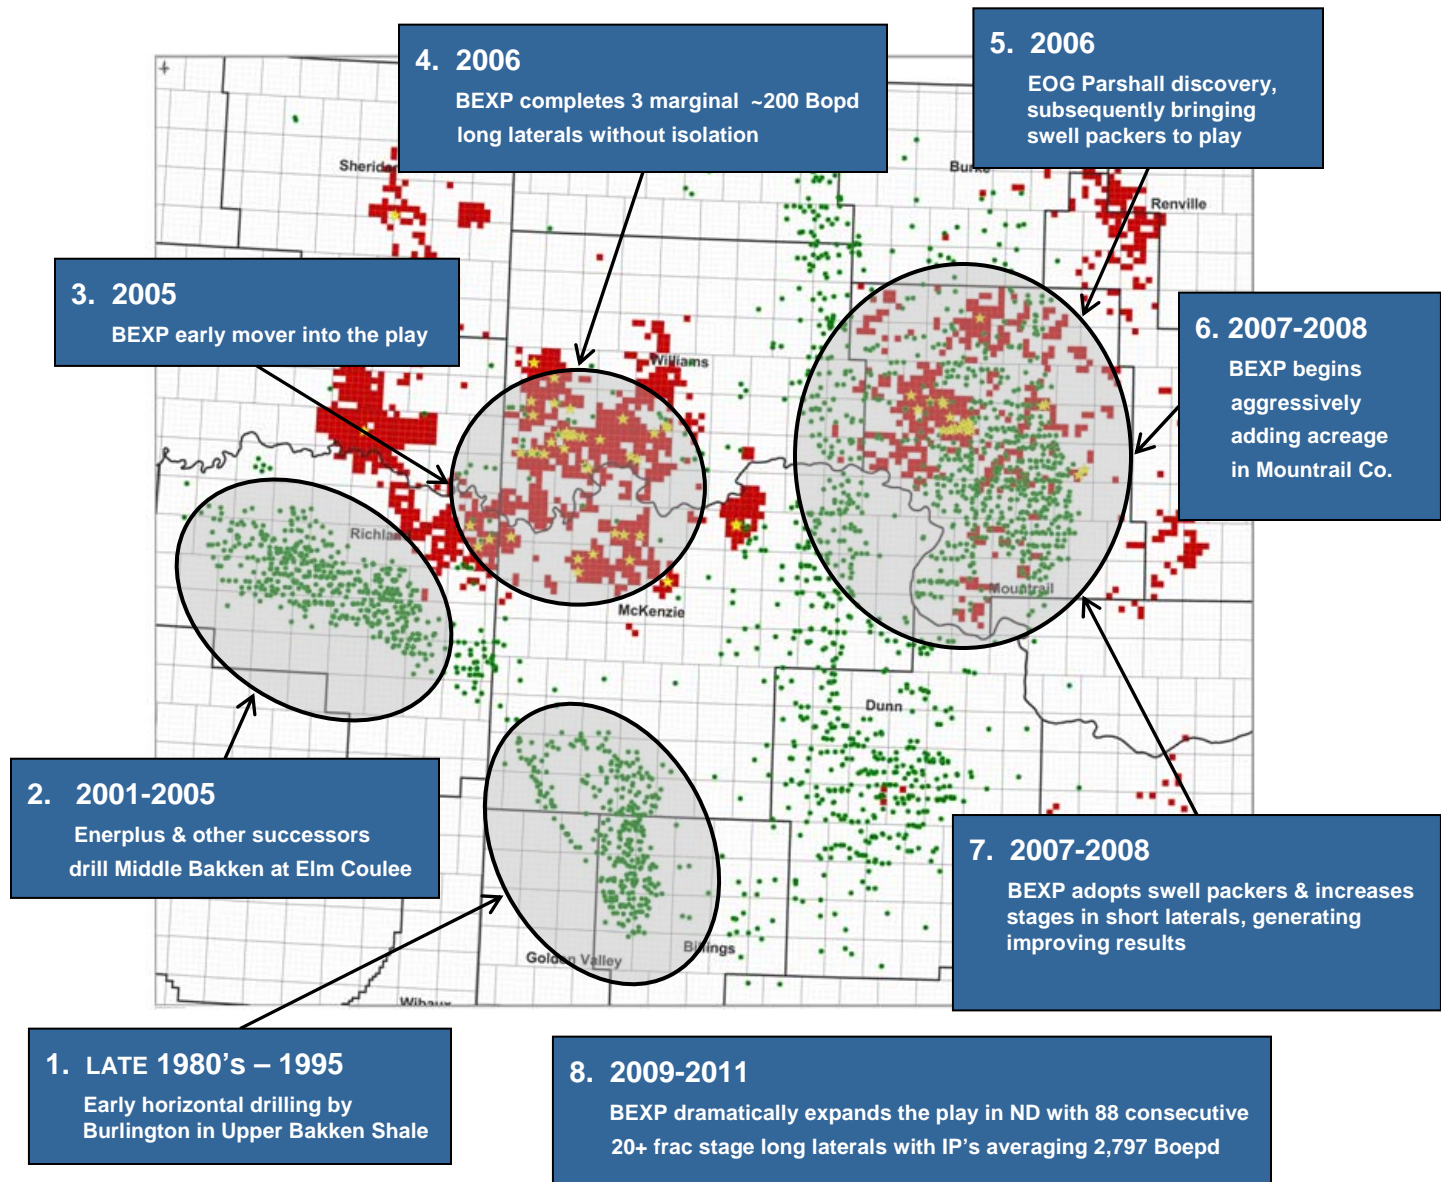 4. 2006
BEXP completes 3 marginal ~200 Bopd
long laterals without isolation
5. 2006
EOG Parshall discovery,
subsequently bringing
swell packers to play
Renville
3. 2005
BEXP early mover into the play
6. 2007-2008
BEXP begins
aggressively
adding acreage
in Mountrail Co.
Williams
McKenzie
Mountrail
Dunn
2. 2001-2005
Enerplus & other successors
drill Middle Bakken at Elm Coulee
7. 2007-2008
BEXP adopts swell packers & increases
stages in short laterals, generating
improving results
Billings
Golden Valley
1. LATE 1980's – 1995
Early horizontal drilling by
Burlington in Upper Bakken Shale
8. 2009-2011
BEXP dramatically expands the play in ND with 88 consecutive
20+ frac stage long laterals with IP's averaging 2,797 Boepd